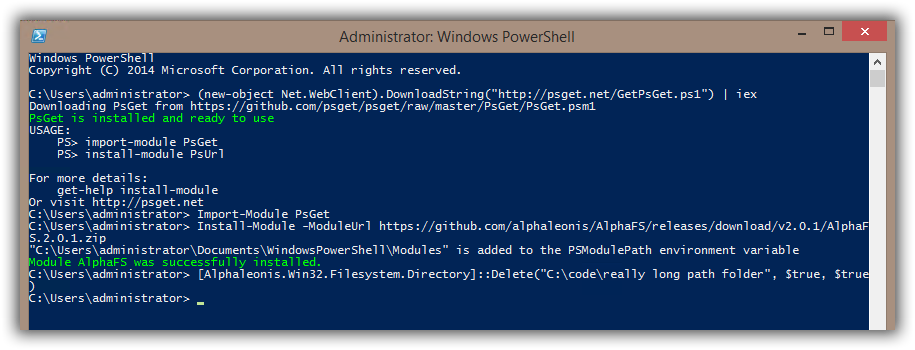 Administrator: Windows PowerShell
Windows PowerShell
Copyright (C) 2014 Microsoft Corporation. All rights reserved.
C:\Users\administrator> (new-object Net.WebClient).DownloadString("http://psget.net/GetPsGet.ps1") | iex
Downloading PsGet from https://github.com/psget/psget/raw/master/PsGet/PsGet.psm1
PsGet is installed and ready to use
USAGE:
    PS> import-module PsGet
    PS> install-module PsUrl
For more details:
    get-help install-module
Or visit http://psget.net
C:\Users\administrator> Import-Module PsGet
C:\Users\administrator> Install-Module -ModuleUrl https://github.com/alphaleonis/AlphaFS/releases/download/v2.0.1/AlphaF
S.2.0.1.zip
"C:\Users\administrator\Documents\WindowsPowerShell\Modules" is added to the PSModulePath environment variable
Module AlphaFS was successfully installed.
C:\Users\administrator> [Alphaleonis.Win32.Filesystem.Directory]::Delete("C:\code\really long path folder", $true, $true
)
C:\Users\administrator>